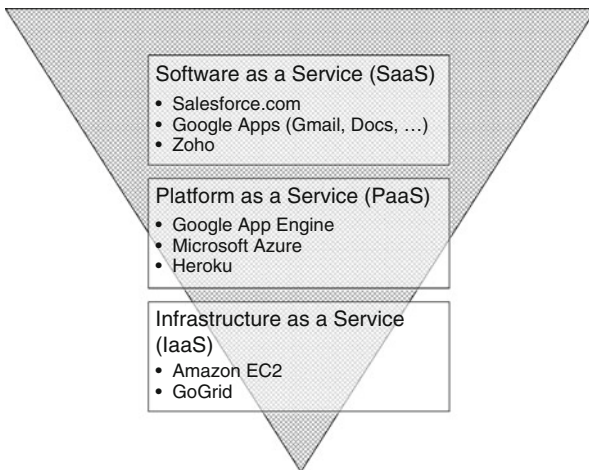 Software as a Service (SaaS)
• Salesforce.com
• Google Apps (Gmail, Docs, …)
• Zoho
Platform as a Service (PaaS)
• Google App Engine
• Microsoft Azure
• Heroku
Infrastructure as a Service
(IaaS)
• Amazon EC2
• GoGrid